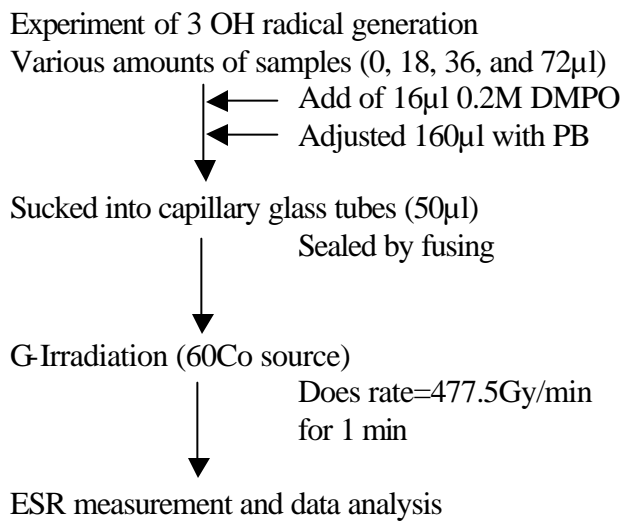 Experiment of 3 OH radical generation
Various amounts of samples (0, 18, 36, and 72µl)
Add of 16µl 0.2M DMPO
Adjusted 160µl with PB
Sucked into capillary glass tubes (50µl)
Sealed by fusing
G-Irradiation (60Co source)
Does rate=477.5Gy/min
for 1 min
ESR measurement and data analysis